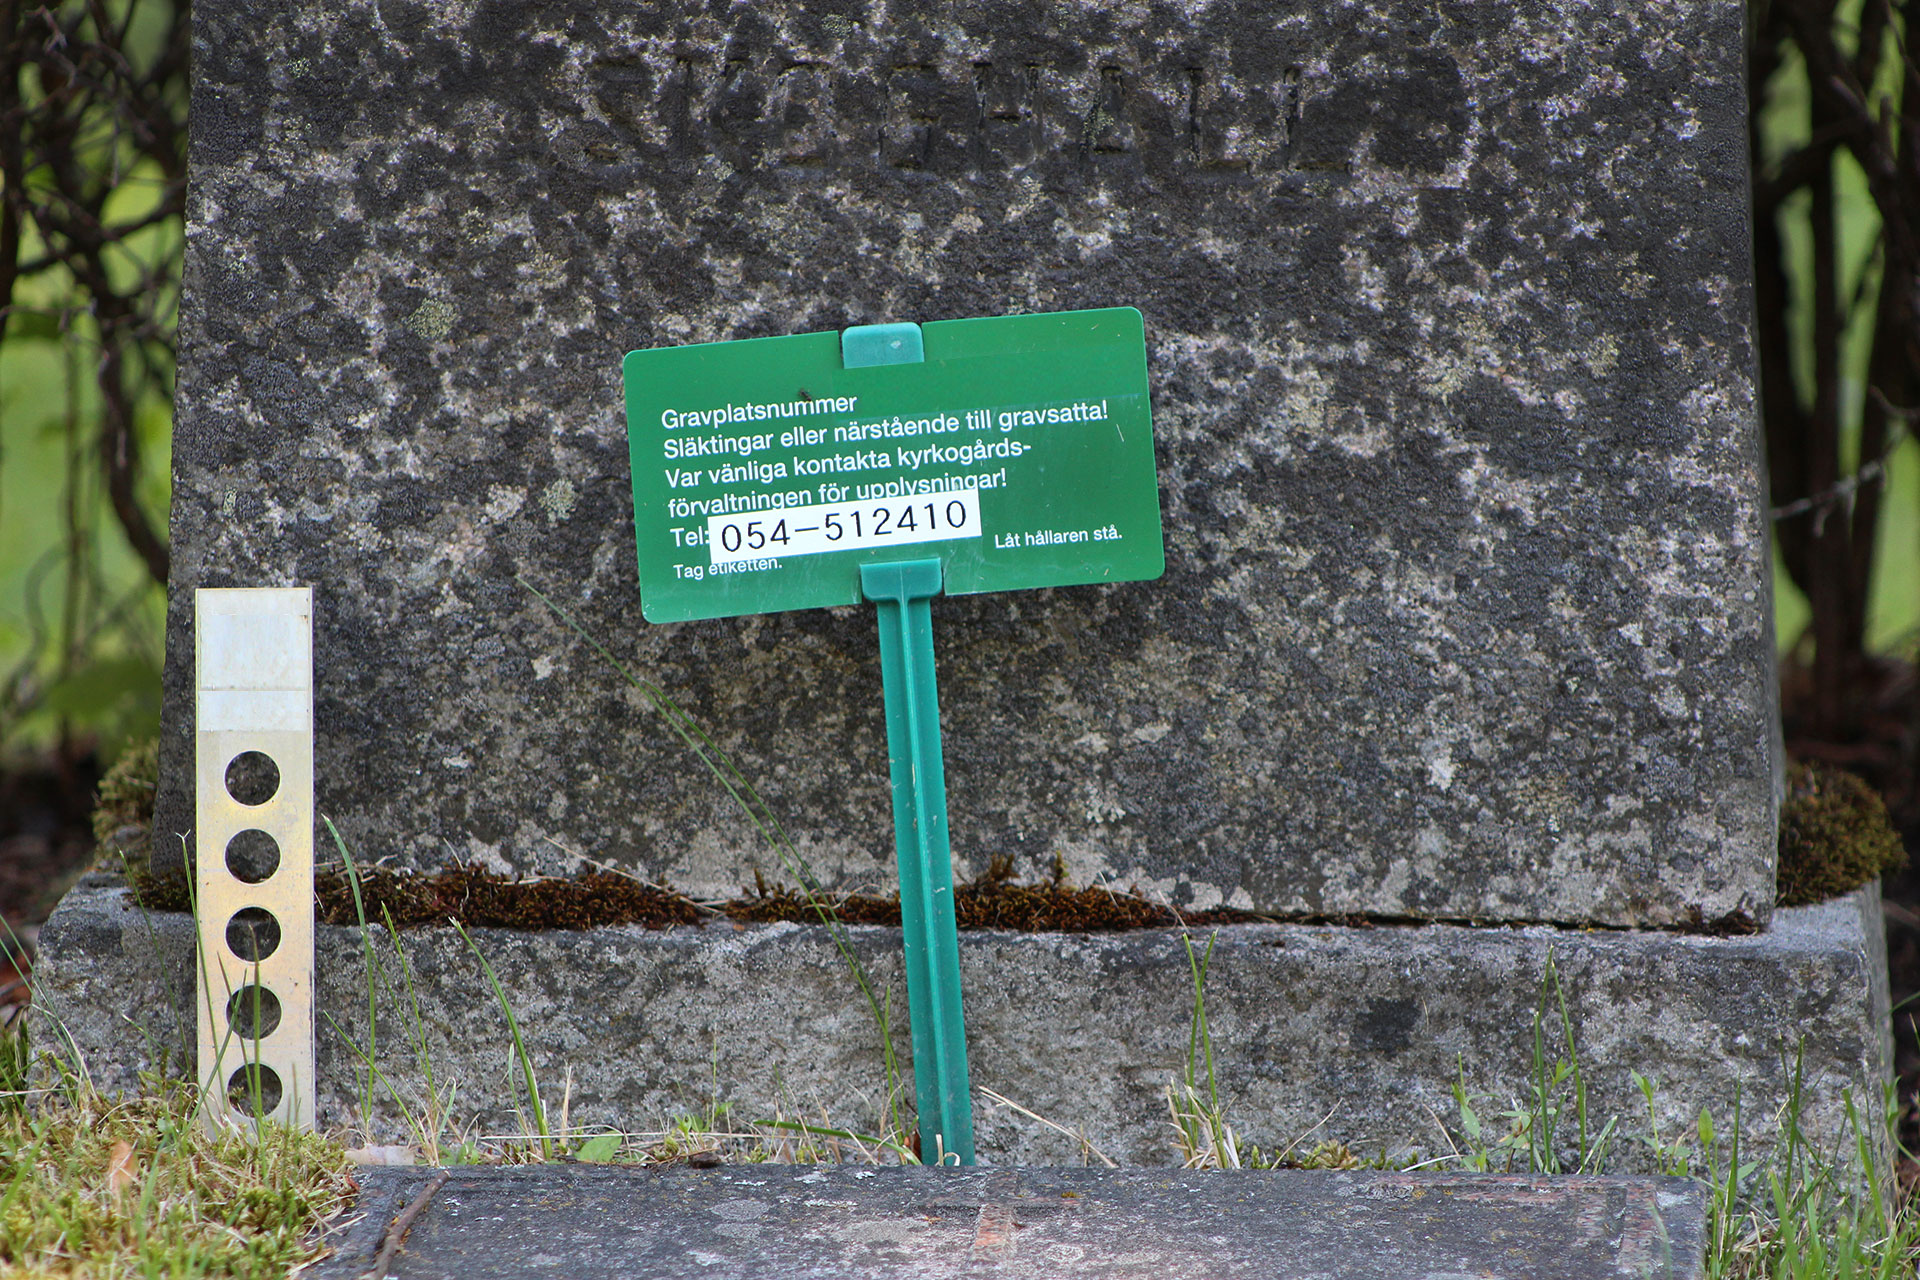 Gravplatsnummer
Släktingar eller närstående till gravsatta!
Var vänliga kontakta kyrkogårds-
förvaltningen för upplysningar!
Tel: 054-512410
Tag etiketten. Låt hållaren stå.